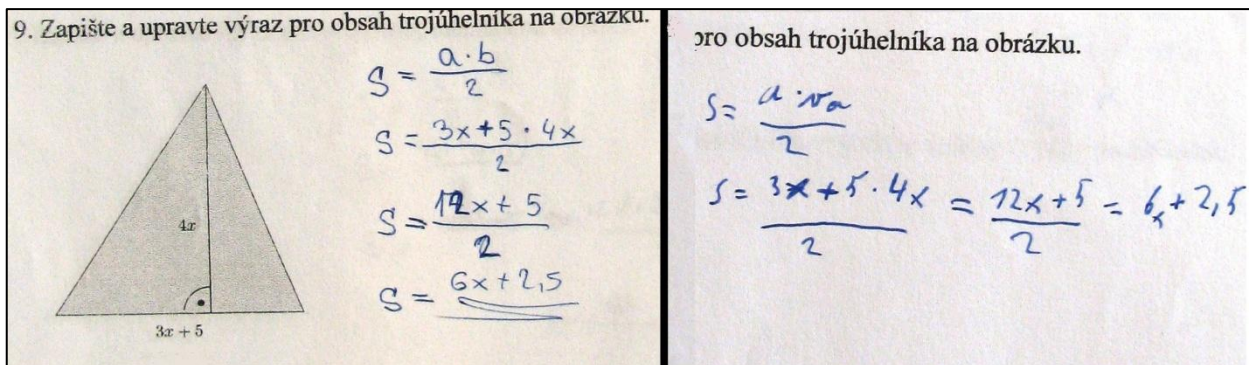 9. Zapište a upravte výraz pro obsah trojúhelníka na obrázku.
4x
3x + 5
S = a·b/2
S = 3x+5·4x/2
S = 12x+5/2
S = 6x+2,5
pro obsah trojúhelníka na obrázku.
S = a·va/2
S = 3x+5·4x/2 = 12x+5/2 = 6x+2,5